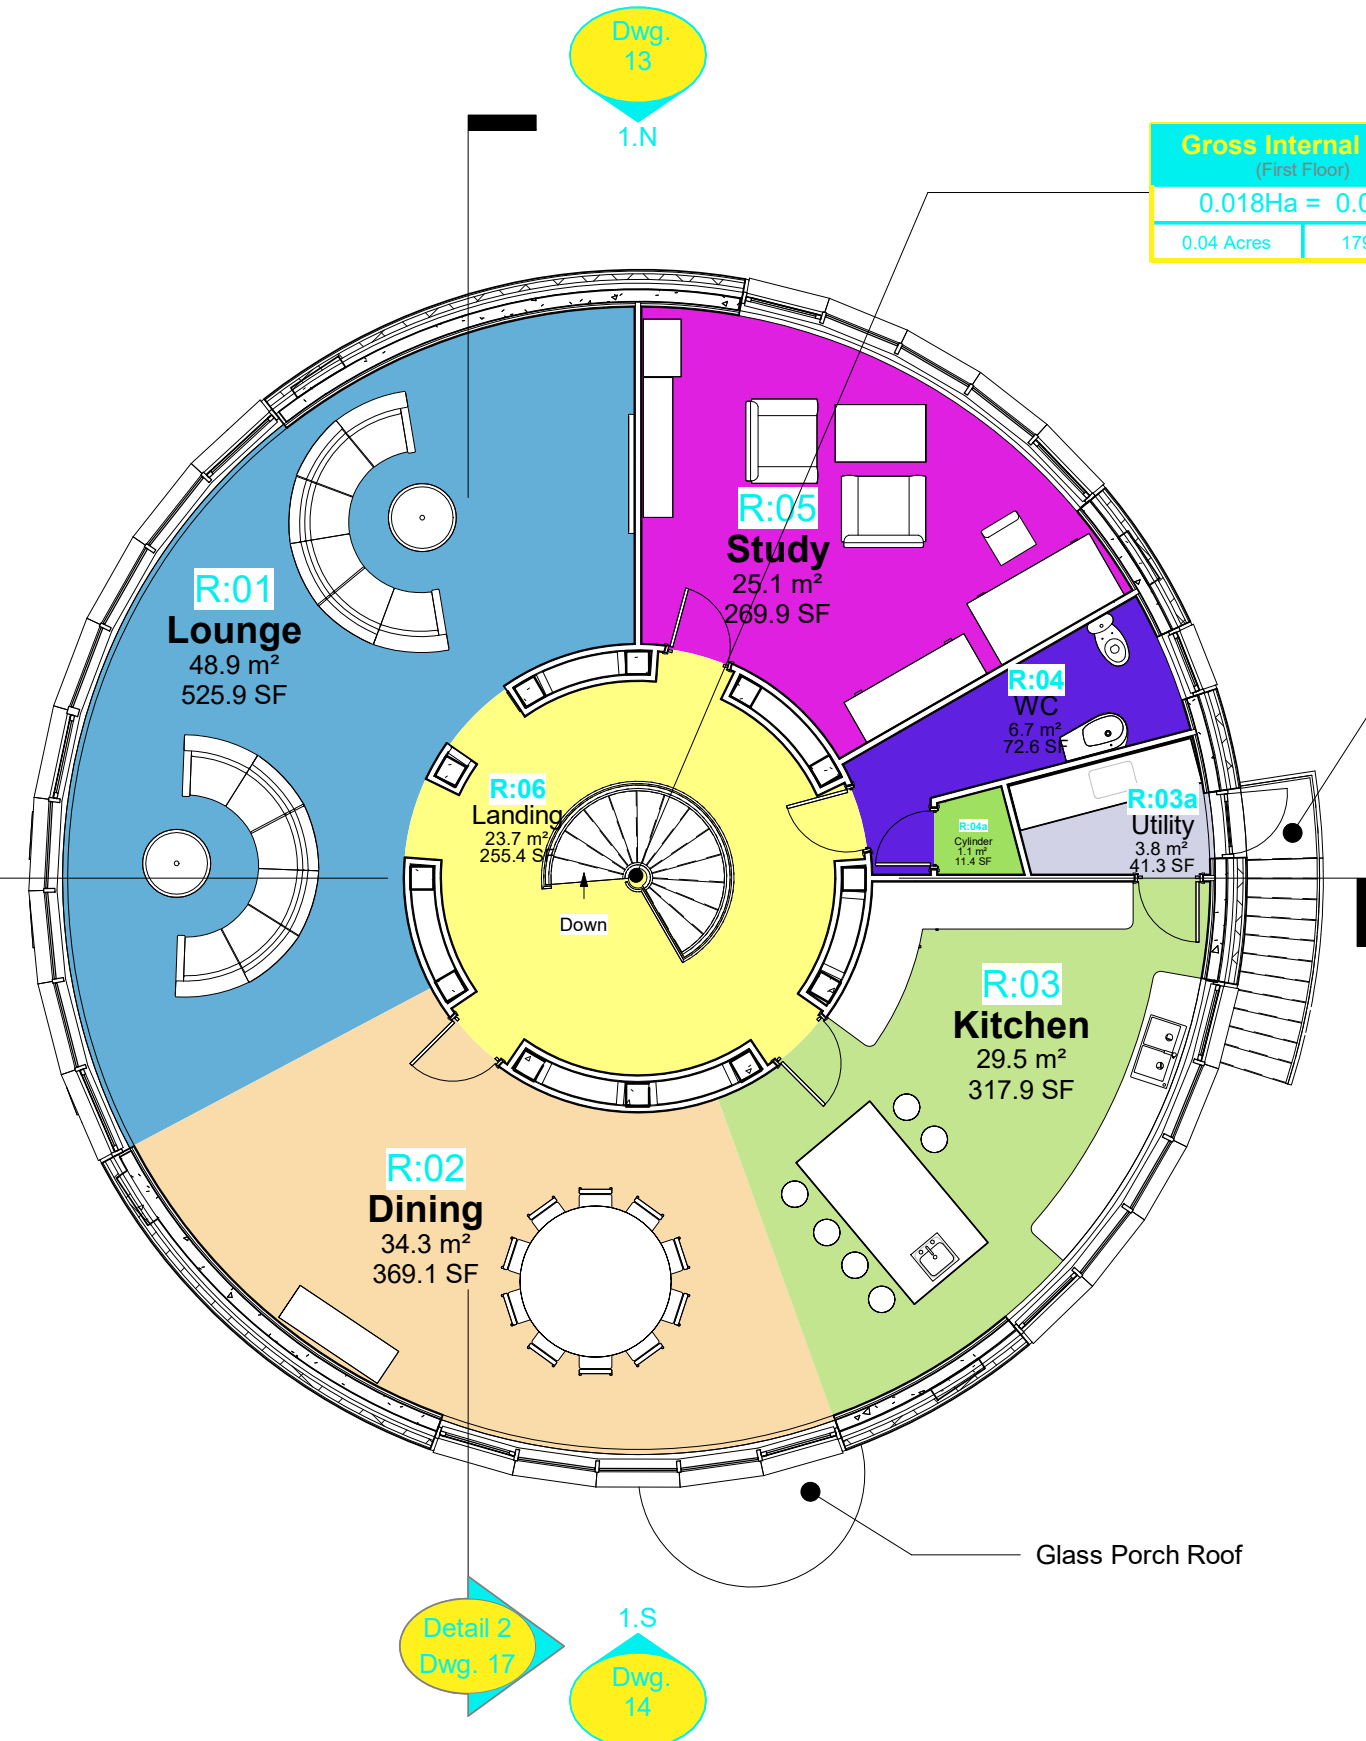 Dwg.
13
1.N
Gross Internal
(First Floor)
0.018Ha =
0.04 Acres
R:05
Study
25.1 m²
269.9 SF
R:01
Lounge
48.9 m²
525.9 SF
R:04
WC
6.7 m²
72.6 SF
R:06
Landing
23.7 m²
255.4 SF
R:03a
Utility
3.8 m²
41.3 SF
R:04a
Cylinder
1.1 m²
11.4 SF
Down
R:03
Kitchen
29.5 m²
317.9 SF
R:02
Dining
34.3 m²
369.1 SF
Glass Porch Roof
Detail 2
Dwg. 17
1.S
Dwg.
14